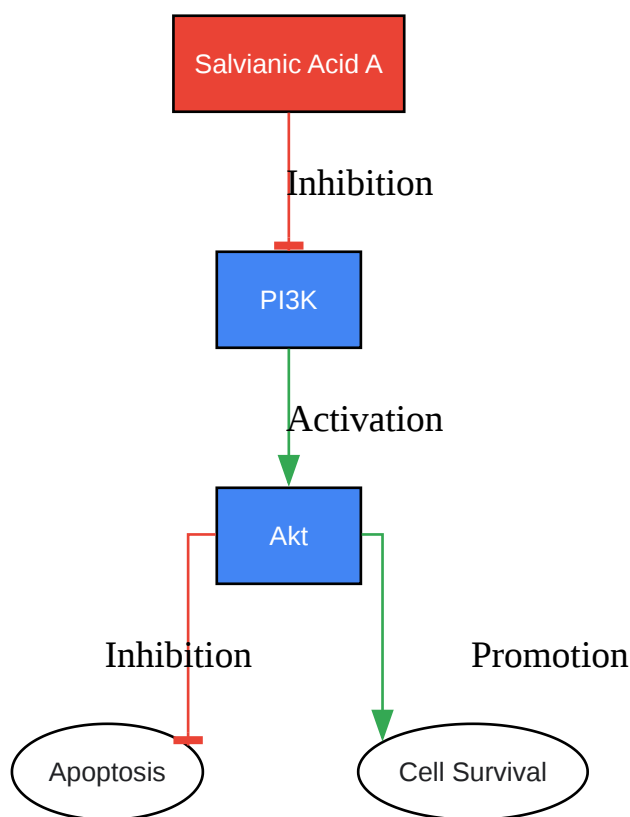 Salvianic Acid A
Inhibition
PI3K
Activation
Akt
Inhibition
Promotion
Apoptosis
Cell Survival